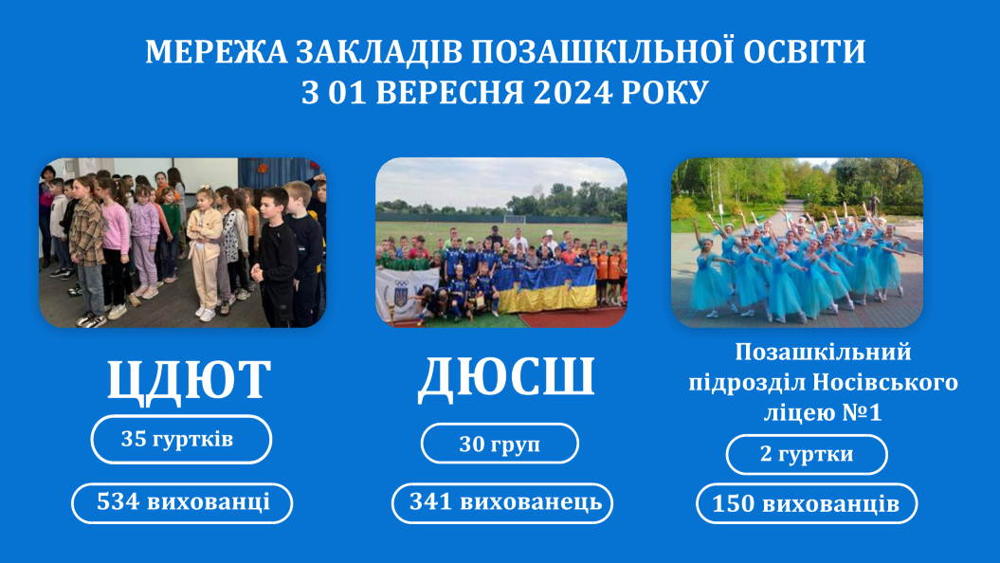 МЕРЕЖА ЗАКЛАДІВ ПОЗАШКІЛЬНОЇ ОСВІТИ
З 01 ВЕРЕСНЯ 2024 РОКУ
ЦДЮТ
35 гуртків
534 вихованці
ДЮСШ
30 груп
341 вихованець
Позашкільний
підрозділ Носівського
ліцею №1
2 гуртки
150 вихованців